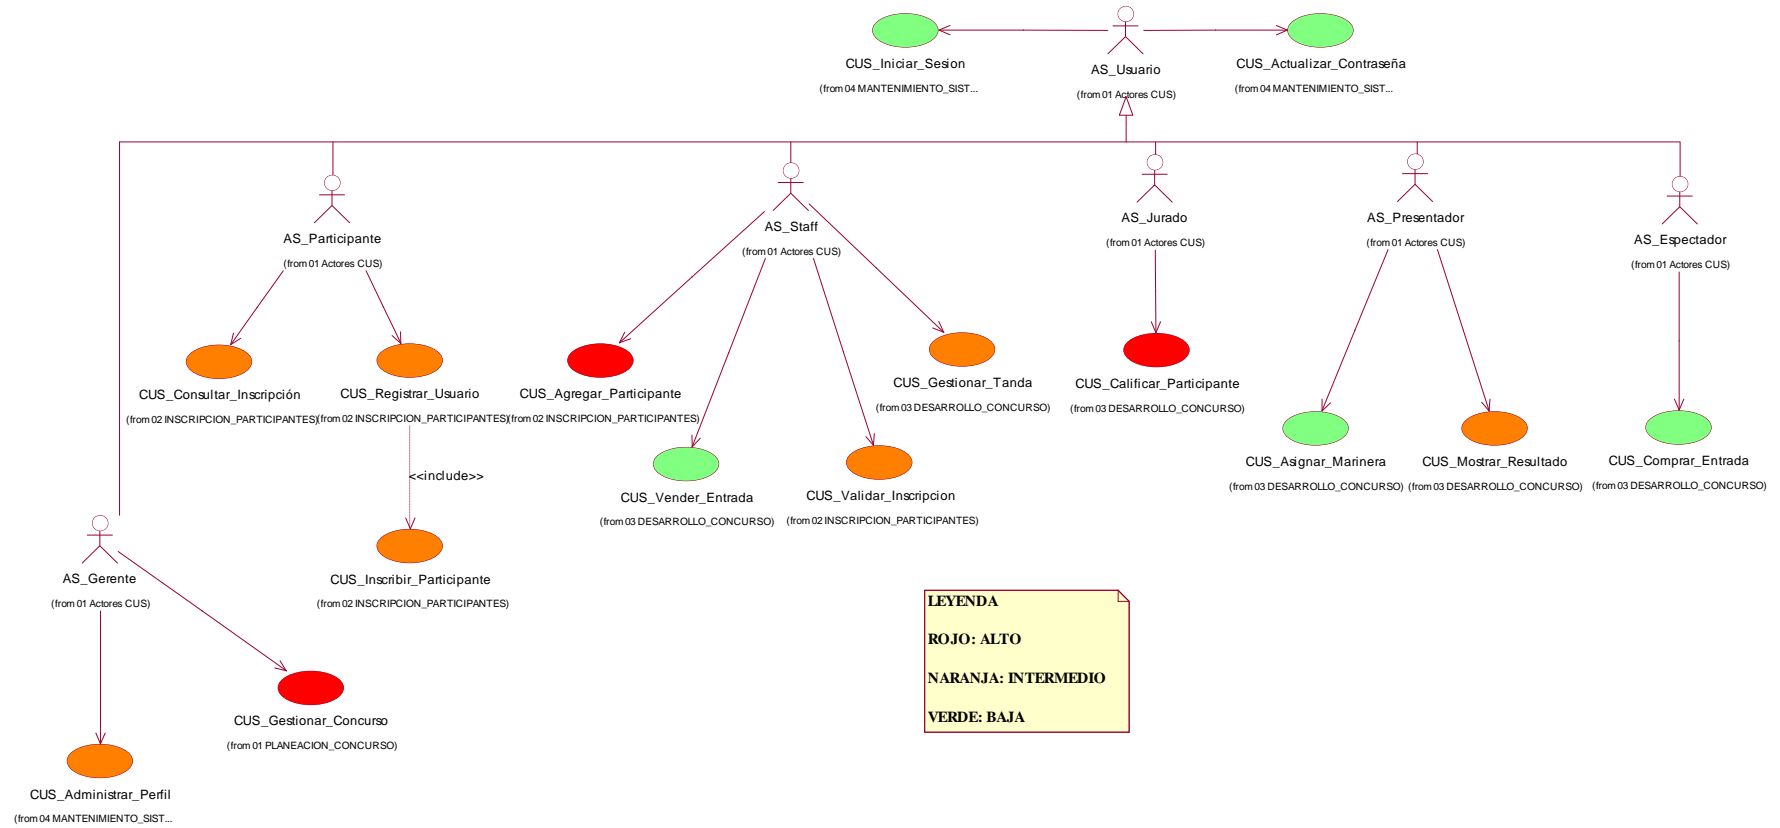 CUS_Iniciar_Sesion
(from 04 MANTENIMIENTO_SIST...
AS_Usuario
(from 01 Actores CUS)
CUS_Actualizar_Contraseña
(from 04 MANTENIMIENTO_SIST...
AS_Participante
(from 01 Actores CUS)
AS_Staff
(from 01 Actores CUS)
AS_Jurado
(from 01 Actores CUS)
AS_Presentador
(from 01 Actores CUS)
AS_Espectador
(from 01 Actores CUS)
CUS_Consultar_Inscripción
(from 02 INSCRIPCION_PARTICIPANTES)
CUS_Registrar_Usuario
(from 02 INSCRIPCION_PARTICIPANTES)
CUS_Agregar_Participante
(from 02 INSCRIPCION_PARTICIPANTES)
CUS_Gestionar_Tanda
(from 03 DESARROLLO_CONCURSO)
CUS_Calificar_Participante
(from 03 DESARROLLO_CONCURSO)
CUS_Asignar_Marinera
(from 03 DESARROLLO_CONCURSO)
CUS_Mostrar_Resultado
(from 03 DESARROLLO_CONCURSO)
CUS_Comprar_Entrada
(from 03 DESARROLLO_CONCURSO)
<<include>>
CUS_Vender_Entrada
(from 03 DESARROLLO_CONCURSO)
CUS_Validar_Inscripcion
(from 02 INSCRIPCION_PARTICIPANTES)
AS_Gerente
(from 01 Actores CUS)
CUS_Inscribir_Participante
(from 02 INSCRIPCION_PARTICIPANTES)
LEYENDA
ROJO: ALTO
NARANJA: INTERMEDIO
VERDE: BAJA
CUS_Gestionar_Concurso
(from 01 PLANEACION_CONCURSO)
CUS_Administrar_Perfil
(from 04 MANTENIMIENTO_SIST...